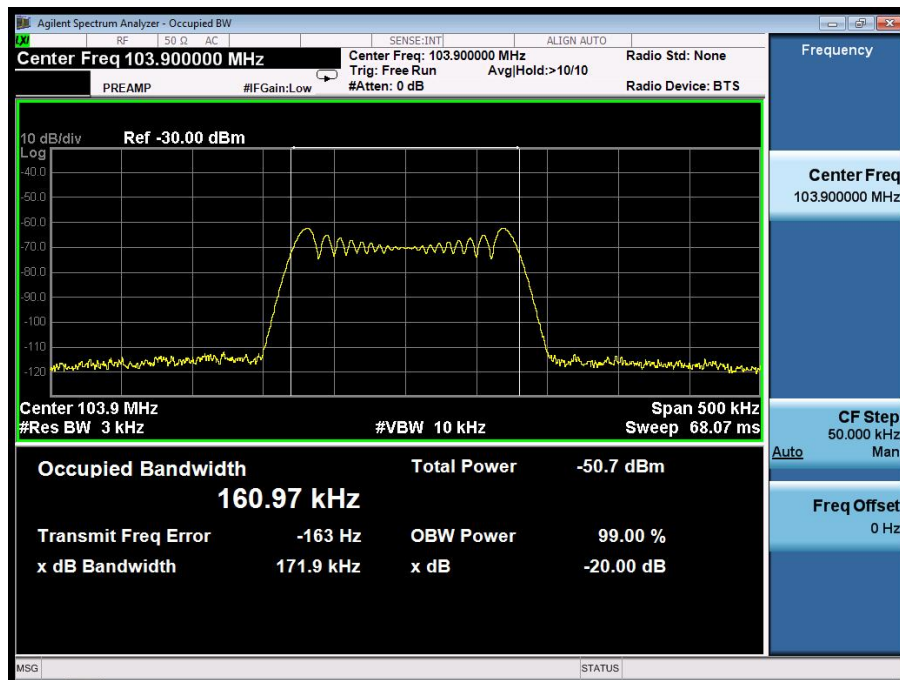 Agilent Spectrum Analyzer - Occupied BW
LXI RF 50 Ω AC SENSE:INT ALIGN AUTO
Center Freq 103.900000 MHz
Center Freq: 103.900000 MHz Radio Std: None
Trig: Free Run Avg|Hold:>10/10
PREAMP #IFGain:Low #Atten: 0 dB Radio Device: BTS
10 dB/div Ref -30.00 dBm
Log
-40.0
-50.0
-60.0
-70.0
-80.0
-90.0
-100
-110
-120
Center 103.9 MHz Span 500 kHz
#Res BW 3 kHz #VBW 10 kHz Sweep 68.07 ms
Occupied Bandwidth Total Power -50.7 dBm
160.97 kHz
Transmit Freq Error -163 Hz OBW Power 99.00 %
x dB Bandwidth 171.9 kHz x dB -20.00 dB
MSG STATUS
Frequency
Center Freq
103.900000 MHz
CF Step
50.000 kHz
Auto Man
Freq Offset
0 Hz